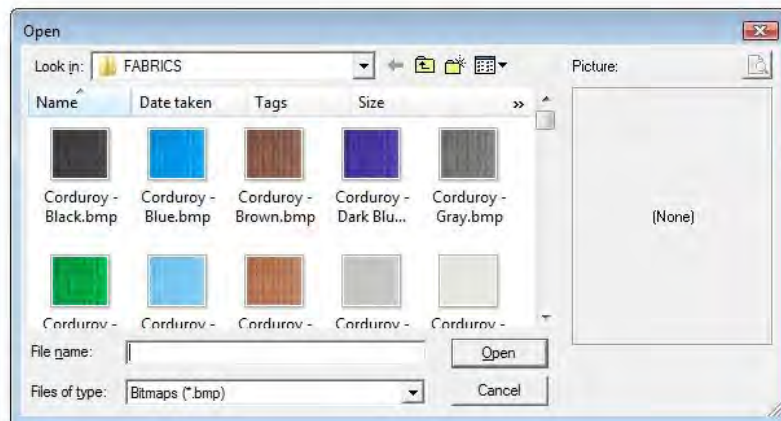 Open
Look in: FABRICS
Picture:
Name Date taken Tags Size »
Corduroy - Black.bmp
Corduroy - Blue.bmp
Corduroy - Brown.bmp
Corduroy - Dark Blu...
Corduroy - Gray.bmp
(None)
Corduroy - Corduroy - Corduroy - Corduroy - Corduroy -
File name: Open
Files of type: Bitmaps (*.bmp) Cancel